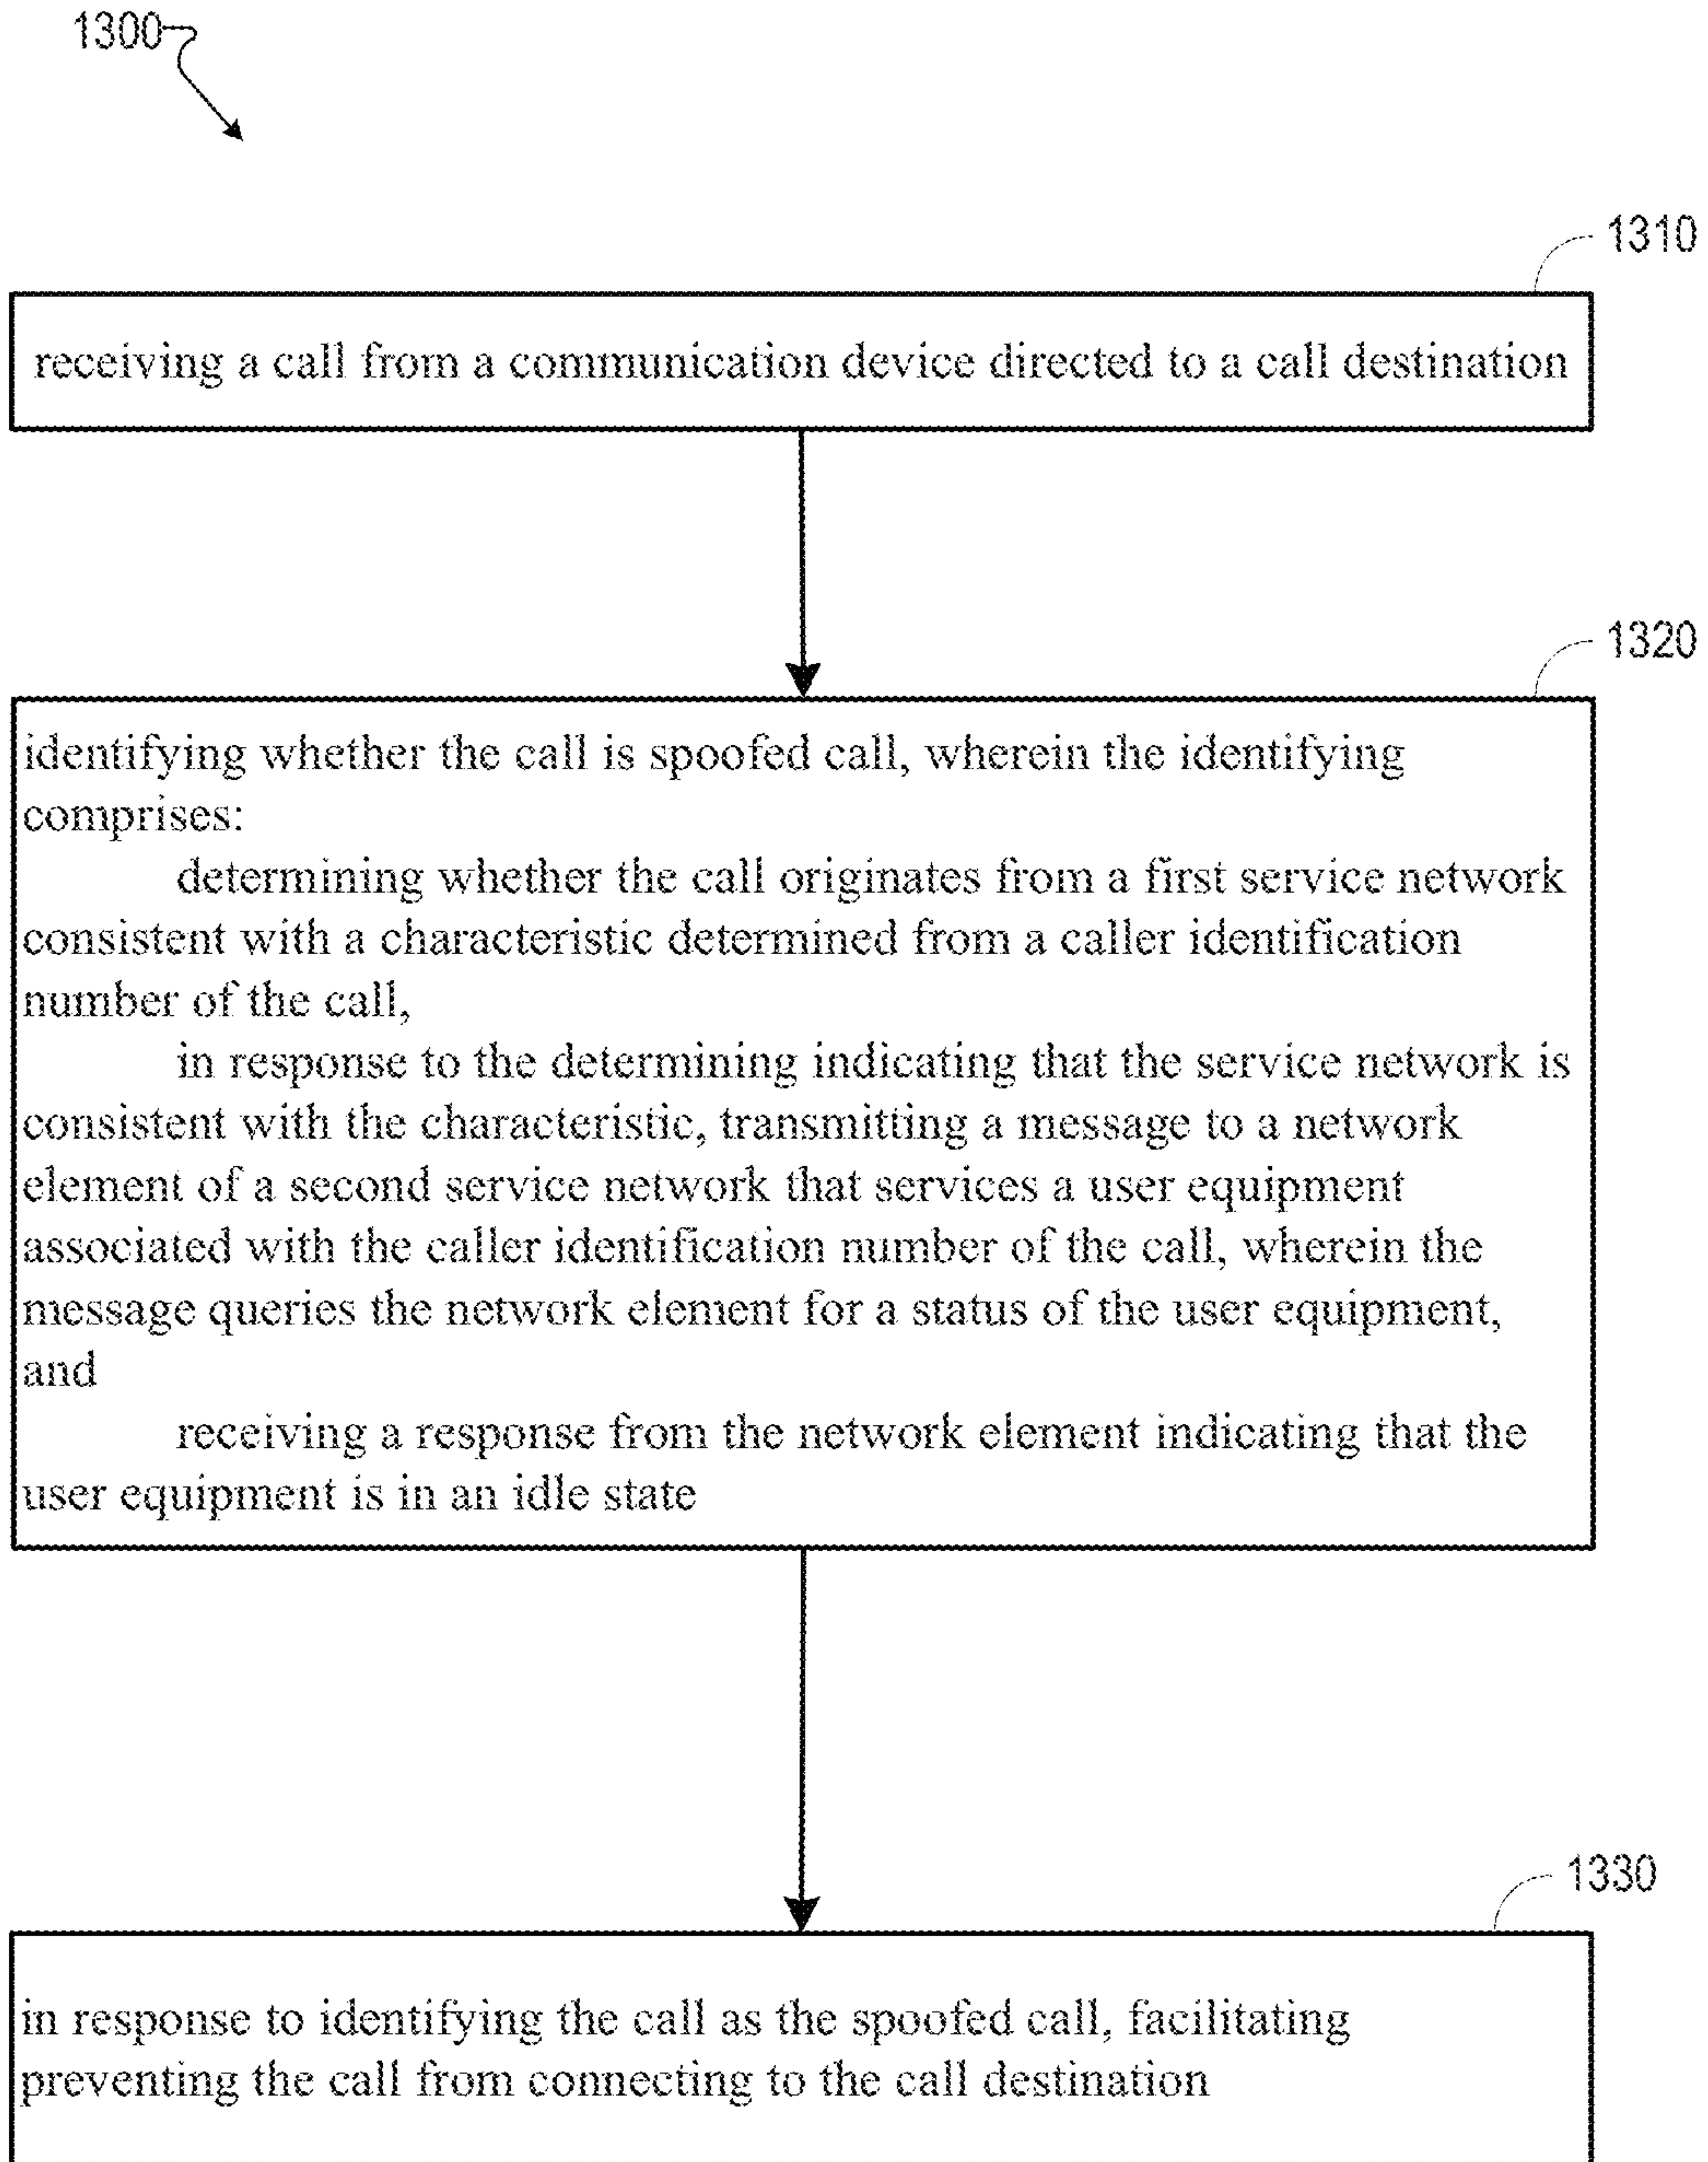 1300
1310
receiving a call from a communication device directed to a call destination
1320
identifying whether the call is spoofed call, wherein the identifying
comprises:
determining whether the call originates from a first service network
consistent with a characteristic determined from a caller identification
number of the call,
in response to the determining indicating that the service network is
consistent with the characteristic, transmitting a message to a network
element of a second service network that services a user equipment
associated with the caller identification number of the call, wherein the
message queries the network element for a status of the user equipment,
and
receiving a response from the network element indicating that the
user equipment is in an idle state
1330
in response to identifying the call as the spoofed call, facilitating
preventing the call from connecting to the call destination